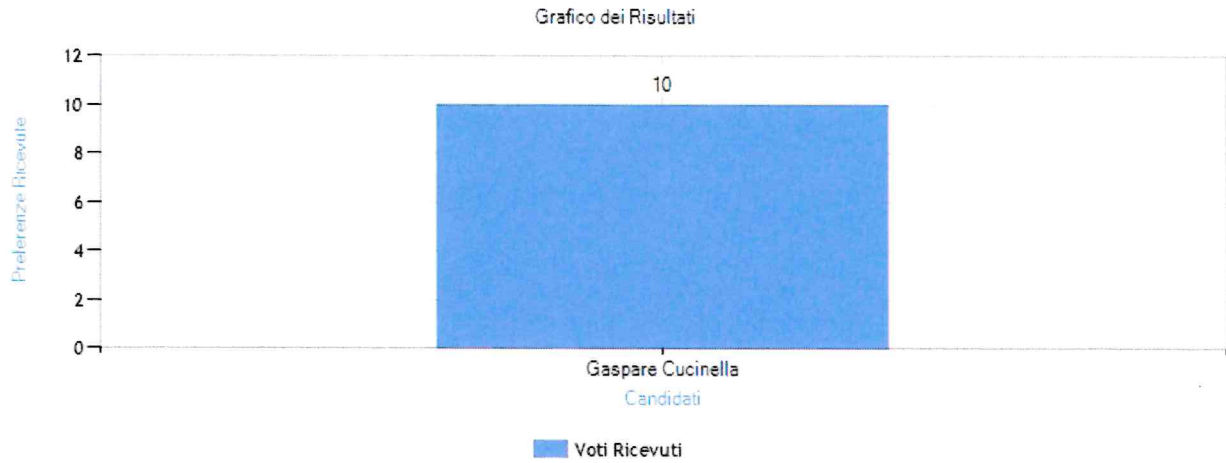 Grafico dei Risultati
12
10
10
8
6
4
2
0
Preferenze Ricevute
Gaspare Cucinella
Candidati
Voti Ricevuti